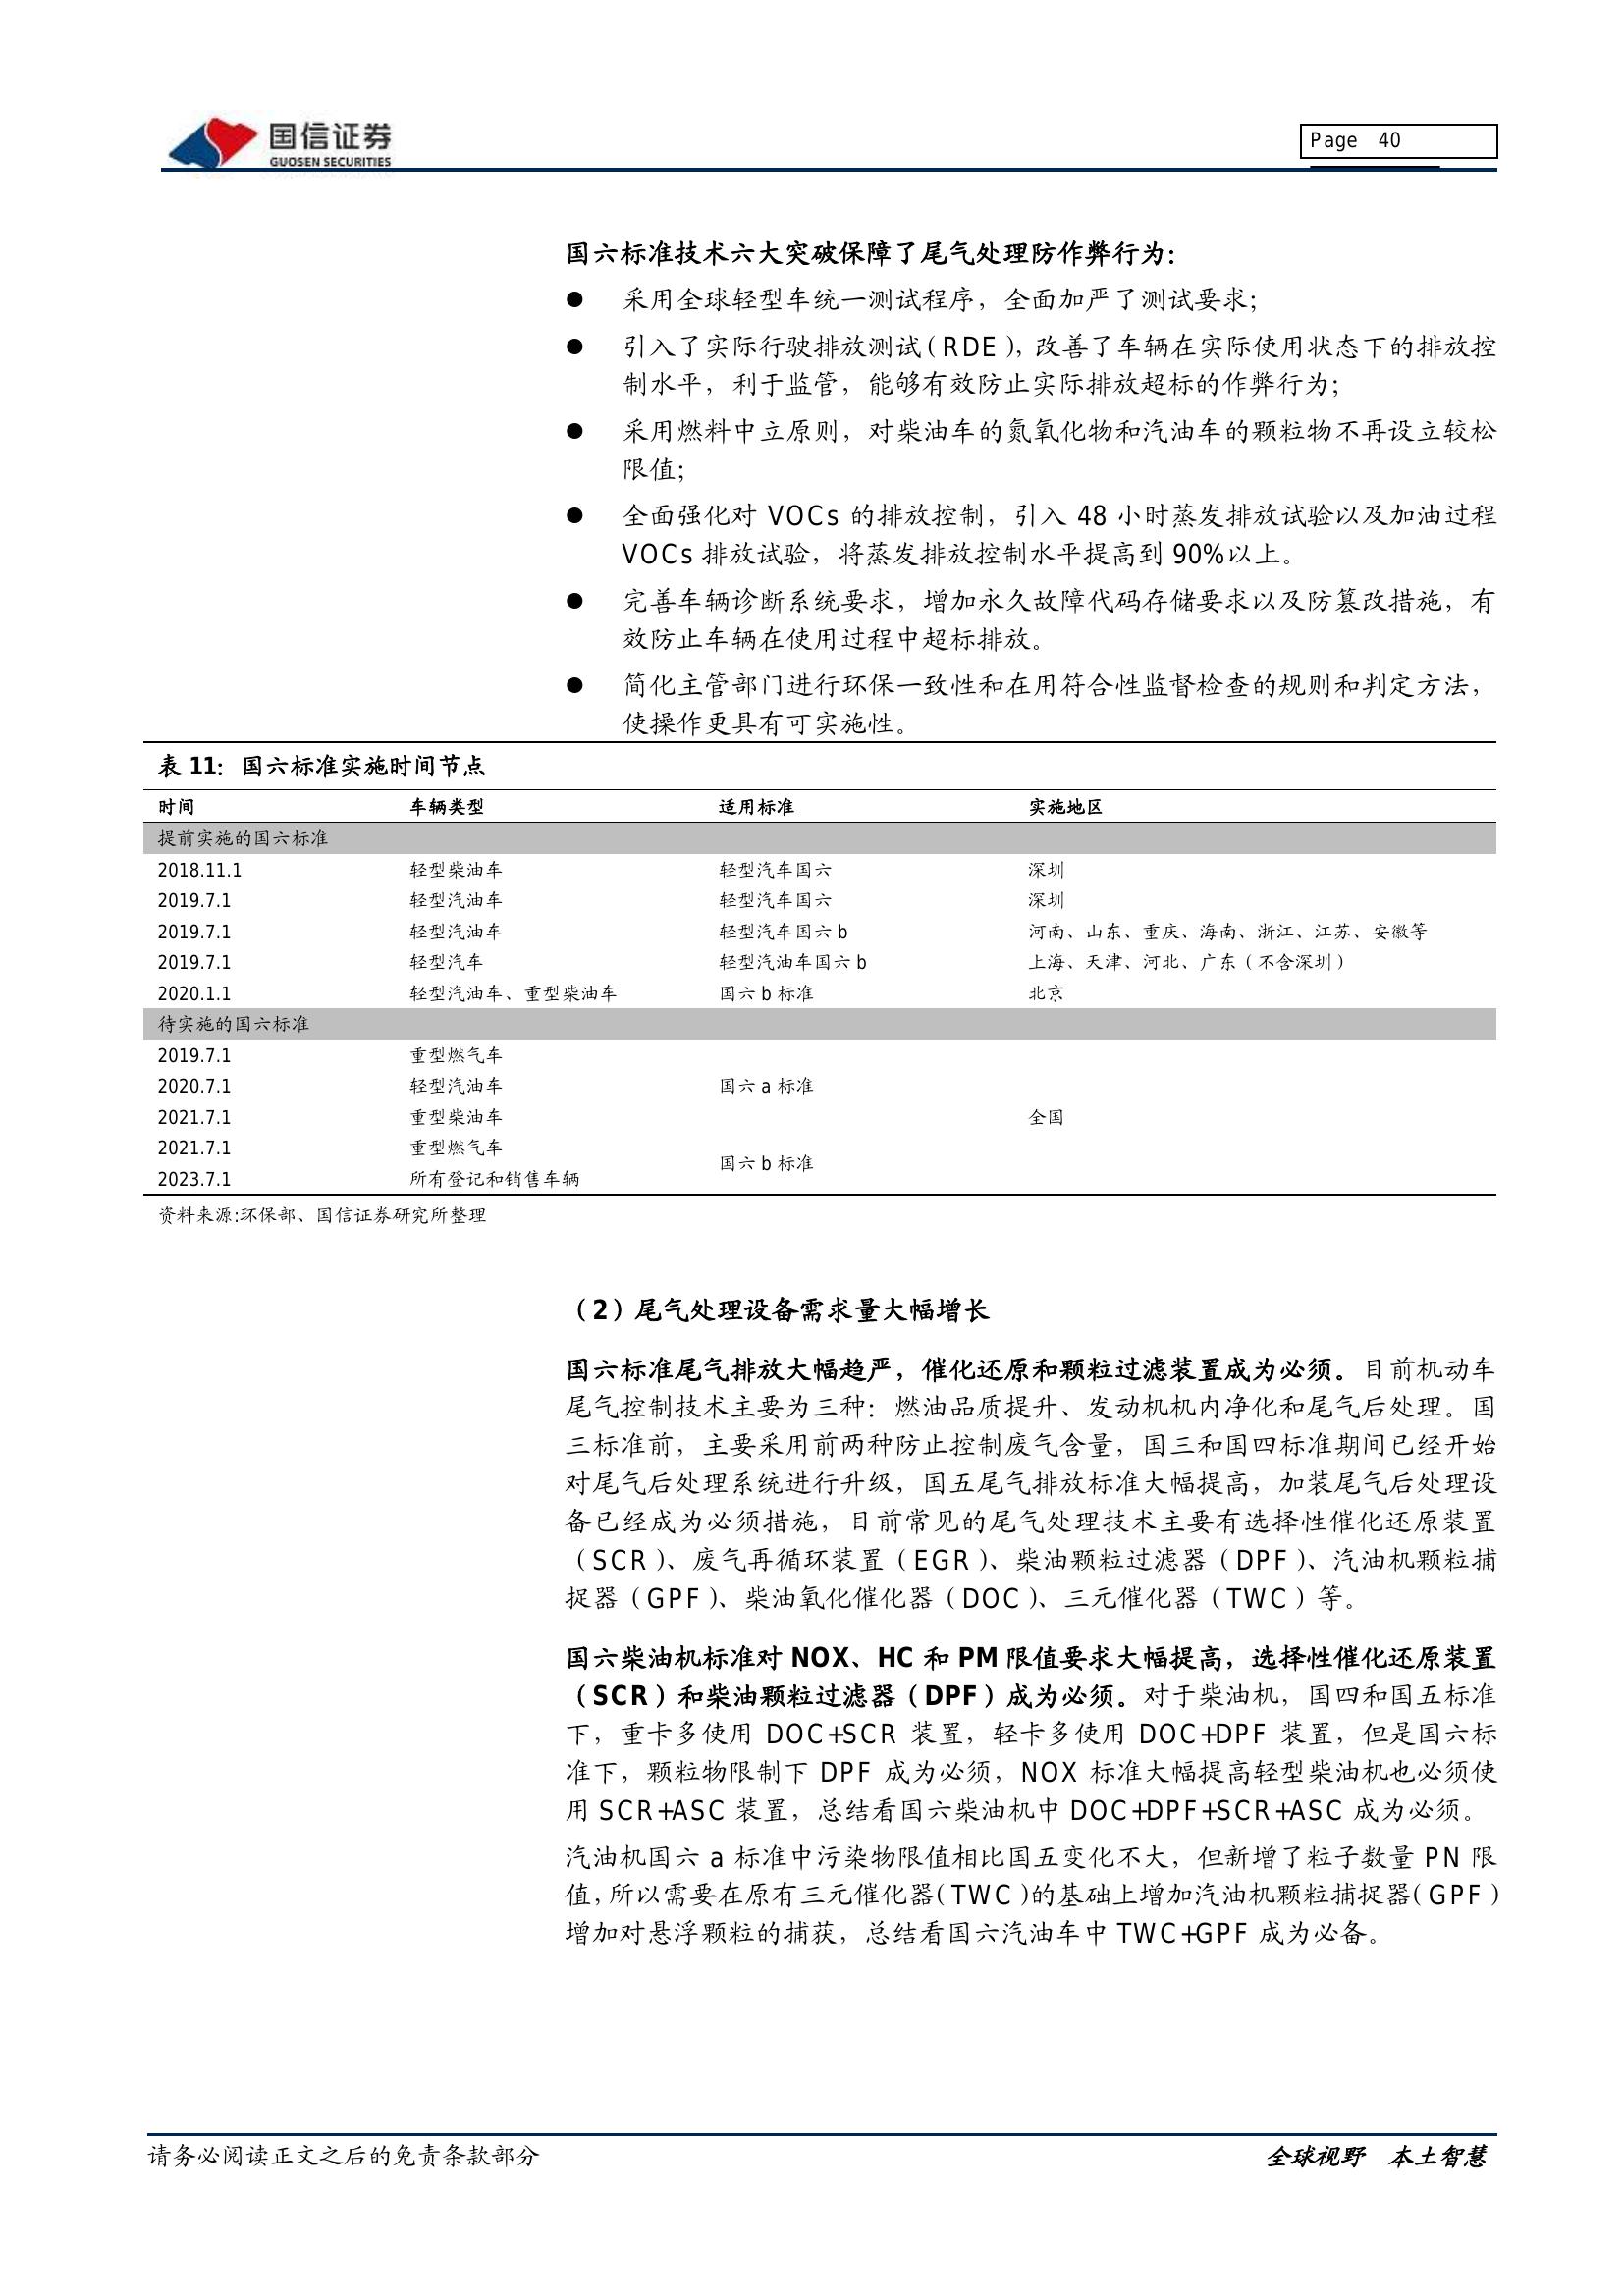 国信证券
GUOSEN SECURITIES
Page 40
国六标准技术六大突破保障了尾气处理防作弊行为：
● 采用全球轻型车统一测试程序，全面加严了测试要求；
● 引入了实际行驶排放测试（RDE），改善了车辆在实际使用状态下的排放控
制水平，利于监管，能够有效防止实际排放超标的作弊行为；
● 采用燃料中立原则，对柴油车的氮氧化物和汽油车的颗粒物不再设立较松
限值；
● 全面强化对 VOCs 的排放控制，引入 48 小时蒸发排放试验以及加油过程
VOCs 排放试验，将蒸发排放控制水平提高到 90%以上。
● 完善车辆诊断系统要求，增加永久故障代码存储要求以及防篡改措施，有
效防止车辆在使用过程中超标排放。
● 简化主管部门进行环保一致性和在用符合性监督检查的规则和判定方法，
使操作更具有可实施性。
表 11：国六标准实施时间节点
时间 车辆类型 适用标准 实施地区
提前实施的国六标准
2018.11.1 轻型柴油车 轻型汽车国六 深圳
2019.7.1 轻型汽油车 轻型汽车国六 深圳
2019.7.1 轻型汽油车 轻型汽车国六 b 河南、山东、重庆、海南、浙江、江苏、安徽等
2019.7.1 轻型汽车 轻型汽油车国六 b 上海、天津、河北、广东（不含深圳）
2020.1.1 轻型汽油车、重型柴油车 国六 b 标准 北京
待实施的国六标准
2019.7.1 重型燃气车
2020.7.1 轻型汽油车 国六 a 标准
2021.7.1 重型柴油车 全国
2021.7.1 重型燃气车
国六 b 标准
2023.7.1 所有登记和销售车辆
资料来源:环保部、国信证券研究所整理
（2）尾气处理设备需求量大幅增长
国六标准尾气排放大幅趋严，催化还原和颗粒过滤装置成为必须。目前机动车
尾气控制技术主要为三种：燃油品质提升、发动机机内净化和尾气后处理。国
三标准前，主要采用前两种防止控制废气含量，国三和国四标准期间已经开始
对尾气后处理系统进行升级，国五尾气排放标准大幅提高，加装尾气后处理设
备已经成为必须措施，目前常见的尾气处理技术主要有选择性催化还原装置
（SCR）、废气再循环装置（EGR）、柴油颗粒过滤器（DPF）、汽油机颗粒捕
捉器（GPF）、柴油氧化催化器（DOC）、三元催化器（TWC）等。
国六柴油机标准对 NOX、HC 和 PM 限值要求大幅提高，选择性催化还原装置
（SCR）和柴油颗粒过滤器（DPF）成为必须。对于柴油机，国四和国五标准
下，重卡多使用 DOC+SCR 装置，轻卡多使用 DOC+DPF 装置，但是国六标
准下，颗粒物限制下 DPF 成为必须，NOX 标准大幅提高轻型柴油机也必须使
用 SCR+ASC 装置，总结看国六柴油机中 DOC+DPF+SCR+ASC 成为必须。
汽油机国六 a 标准中污染物限值相比国五变化不大，但新增了粒子数量 PN 限
值，所以需要在原有三元催化器（TWC）的基础上增加汽油机颗粒捕捉器（GPF）
增加对悬浮颗粒的捕获，总结看国六汽油车中 TWC+GPF 成为必备。
请务必阅读正文之后的免责条款部分
全球视野 本土智慧